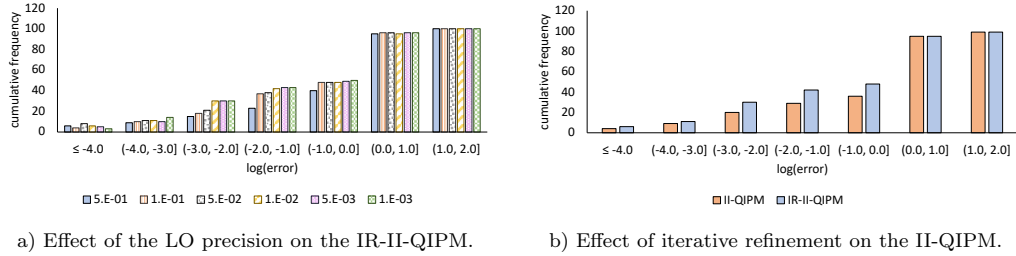 cumulative frequency
120
100
80
60
40
20
0
≤ -4.0 (-4.0, -3.0] (-3.0, -2.0] (-2.0, -1.0] (-1.0, 0.0] (0.0, 1.0] (1.0, 2.0]
log(error)
5.E-01 1.E-01 5.E-02 1.E-02 5.E-03 1.E-03
a) Effect of the LO precision on the IR-II-QIPM.
cumulative frequency
120
100
80
60
40
20
0
≤ -4.0 (-4.0, -3.0] (-3.0, -2.0] (-2.0, -1.0] (-1.0, 0.0] (0.0, 1.0] (1.0, 2.0]
log(error)
II-QIPM IR-II-QIPM
b) Effect of iterative refinement on the II-QIPM.